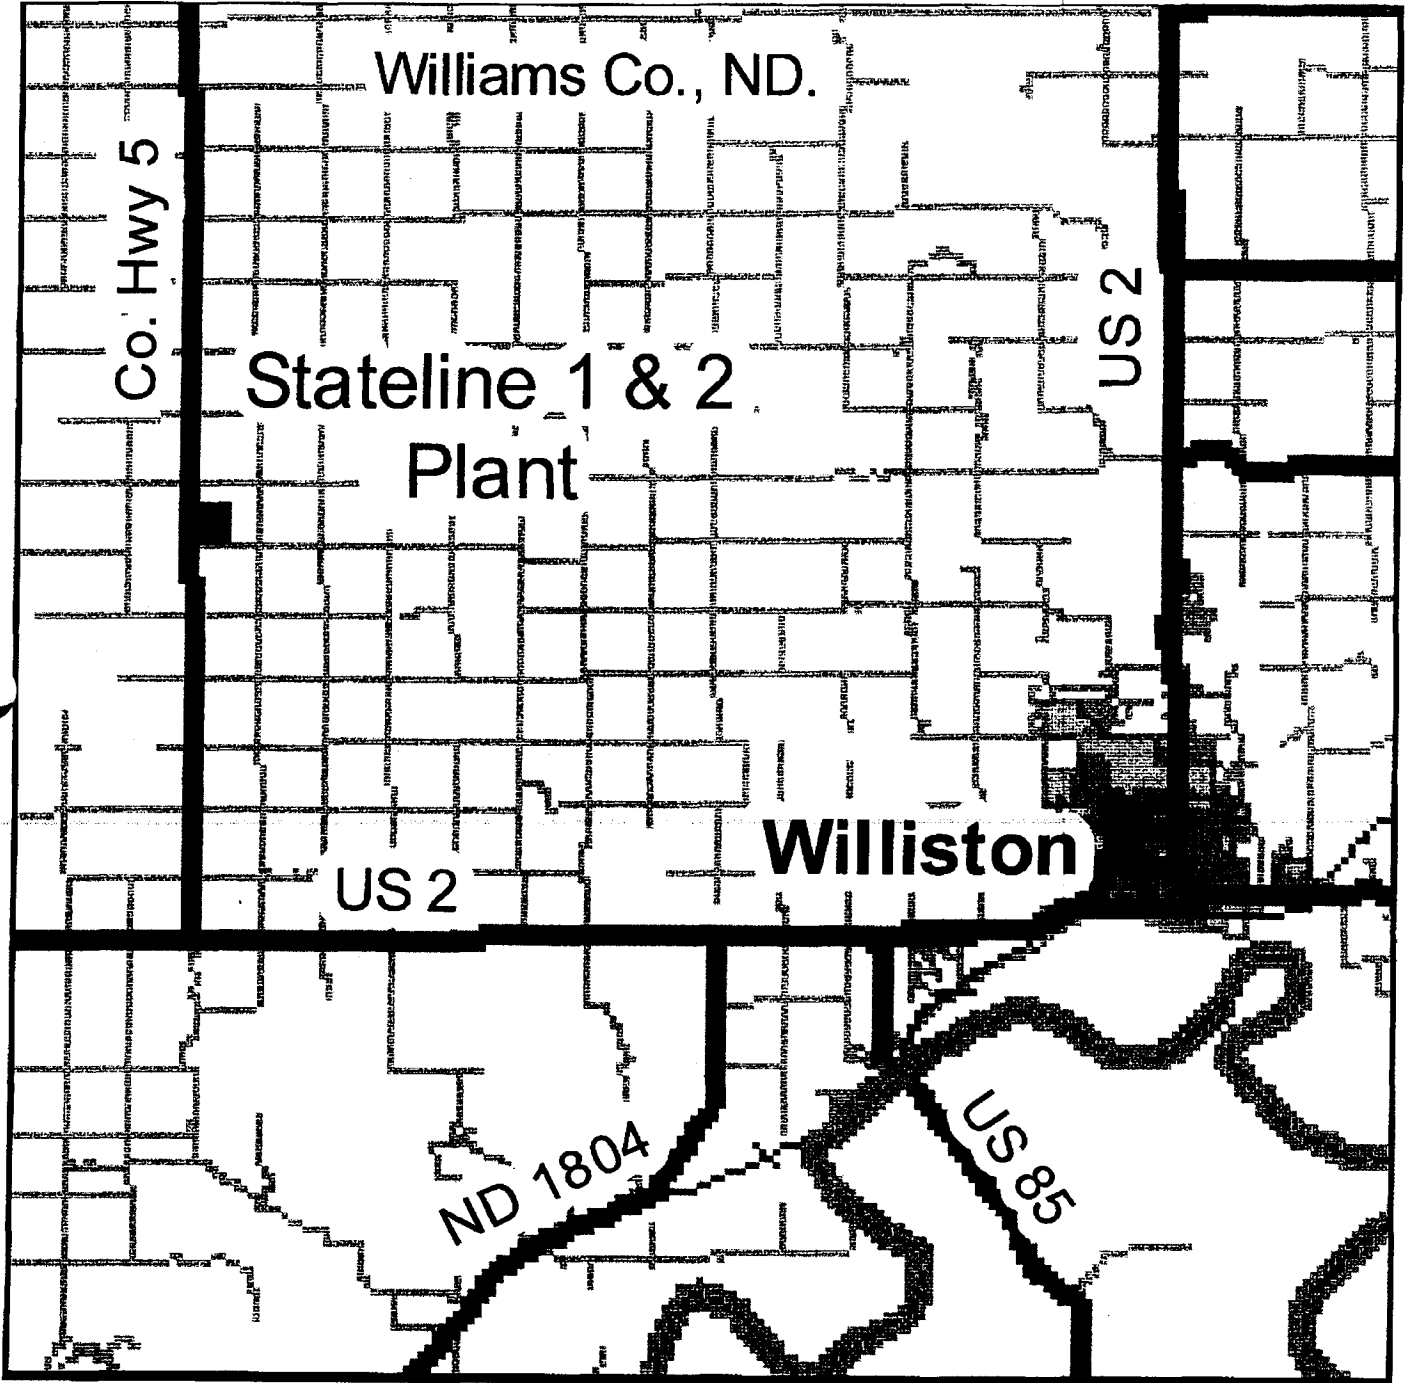 Williams Co., ND.
Co. Hwy 5
US 2
Stateline 1 & 2
Plant
Williston
US 2
US 85
ND 1804